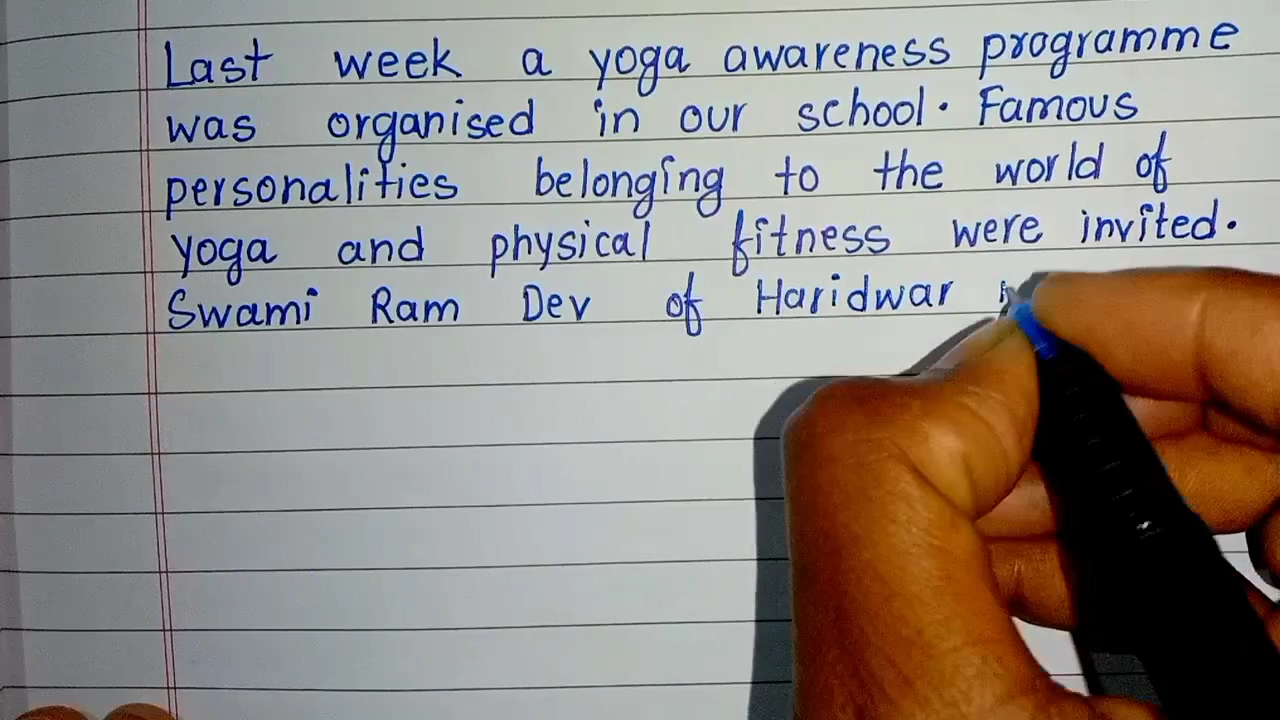 Last week a yoga awareness programme
was organised in our school. Famous
personalities belonging to the world of
yoga and physical fitness were invited.
Swami Ram Dev of Haridwar